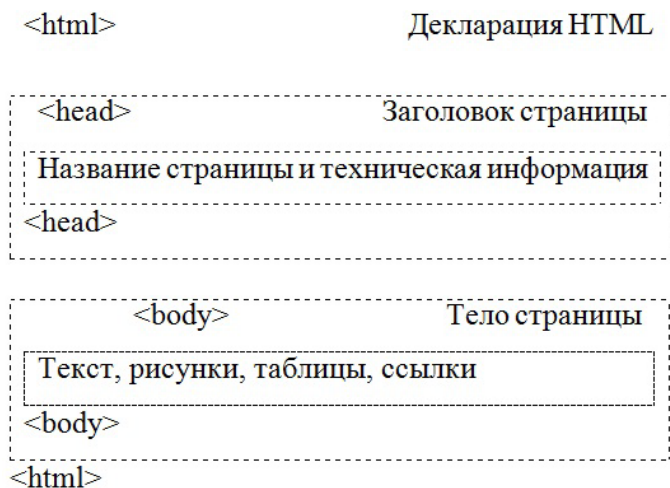 <html> Декларация HTML
<head> Заголовок страницы
Название страницы и техническая информация
<head>
<body> Тело страницы
Текст, рисунки, таблицы, ссылки
<body>
<html>